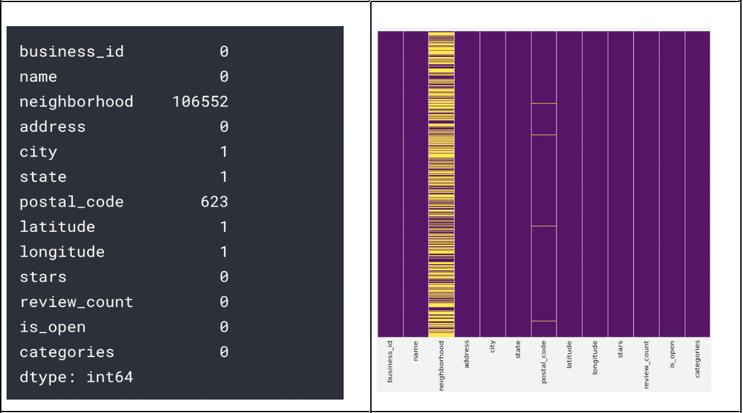 business_id 0
name 0
neighborhood 106552
address 0
city 1
state 1
postal_code 623
latitude 1
longitude 1
stars 0
review_count 0
is_open 0
categories 0
dtype: int64
business_id
name
neighborhood
address
city
state
postal_code
latitude
longitude
stars
review_count
is_open
categories